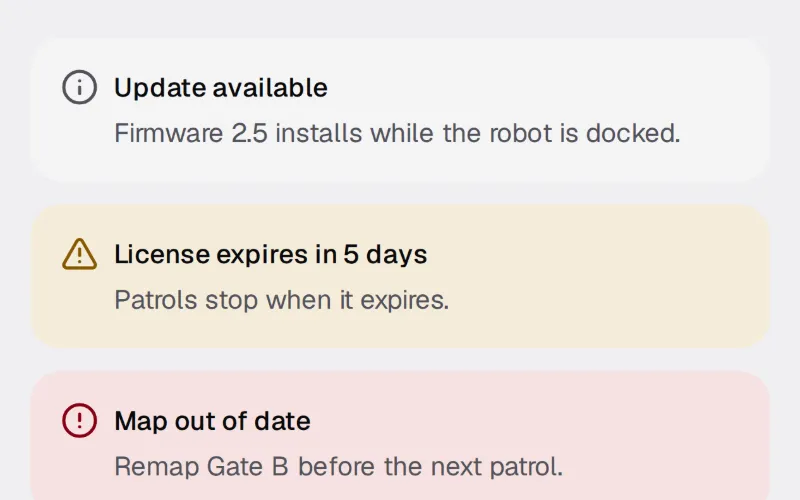 Update available
Firmware 2.5 installs while the robot is docked.
License expires in 5 days
Patrols stop when it expires.
Map out of date
Remap Gate B before the next patrol.